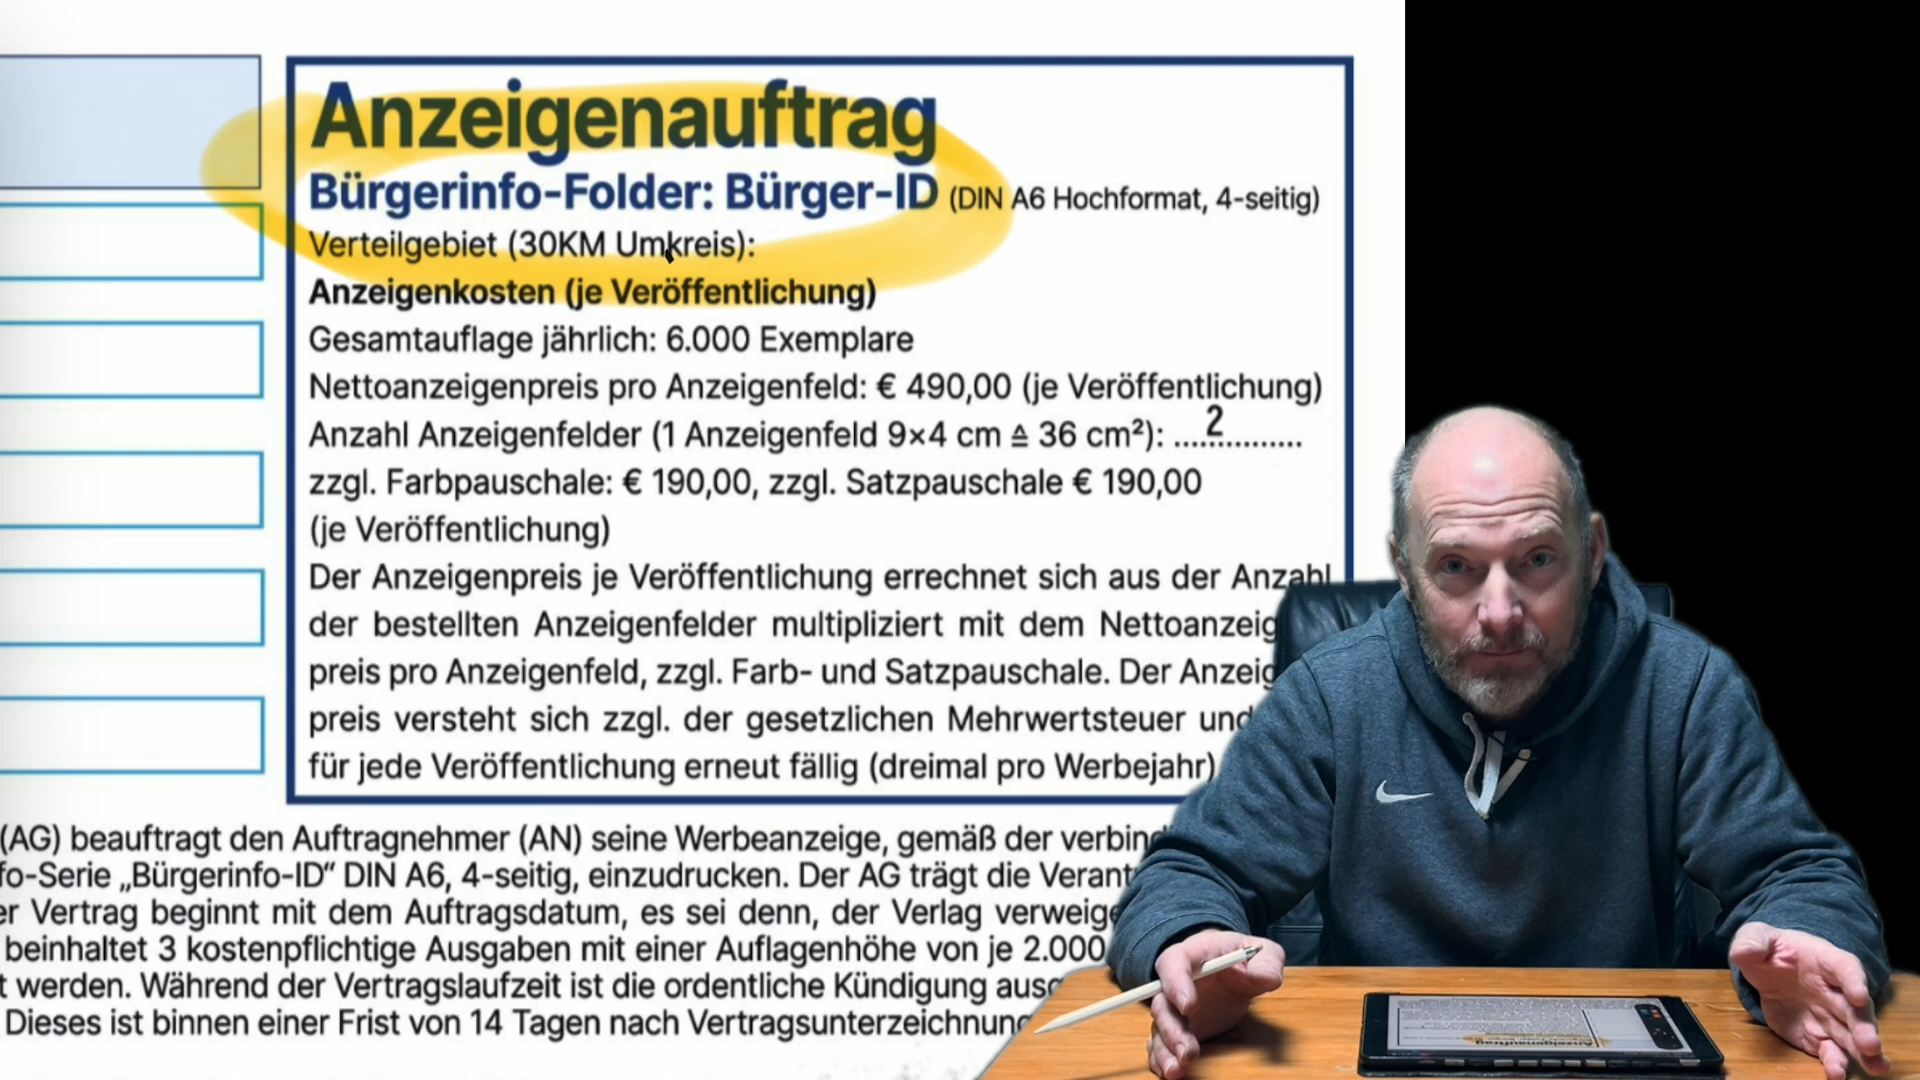 Anzeigenauftrag
Bürgerinfo-Folder: Bürger-ID (DIN A6 Hochformat, 4-seitig)
Verteilgebiet (30KM Umkreis):
Anzeigenkosten (je Veröffentlichung)
Gesamtauflage jährlich: 6.000 Exemplare
Nettoanzeigenpreis pro Anzeigenfeld: € 490,00 (je Veröffentlichung)
Anzahl Anzeigenfelder (1 Anzeigenfeld 9×4 cm ≙ 36 cm²): ....2..............
zzgl. Farbpauschale: € 190,00, zzgl. Satzpauschale € 190,00
(je Veröffentlichung)
Der Anzeigenpreis je Veröffentlichung errechnet sich aus der Anzahl
der bestellten Anzeigenfelder multipliziert mit dem Nettoanzeig
preis pro Anzeigenfeld, zzgl. Farb- und Satzpauschale. Der Anzeig
preis versteht sich zzgl. der gesetzlichen Mehrwertsteuer und
für jede Veröffentlichung erneut fällig (dreimal pro Werbejahr)
(AG) beauftragt den Auftragnehmer (AN) seine Werbeanzeige, gemäß der verbind
fo-Serie „Bürgerinfo-ID“ DIN A6, 4-seitig, einzudrucken. Der AG trägt die Verant
er Vertrag beginnt mit dem Auftragsdatum, es sei denn, der Verlag verweige
beinhaltet 3 kostenpflichtige Ausgaben mit einer Auflagenhöhe von je 2.000
t werden. Während der Vertragslaufzeit ist die ordentliche Kündigung ausg
Dieses ist binnen einer Frist von 14 Tagen nach Vertragsunterzeichnung